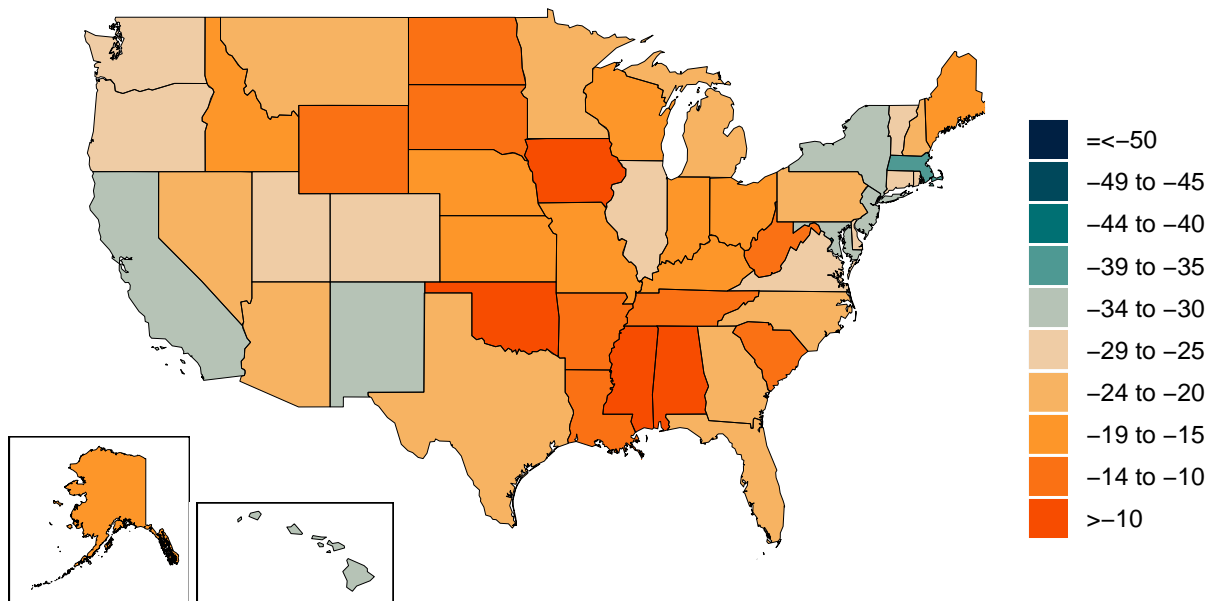 =<−50
−49 to −45
−44 to −40
−39 to −35
−34 to −30
−29 to −25
−24 to −20
−19 to −15
−14 to −10
>−10